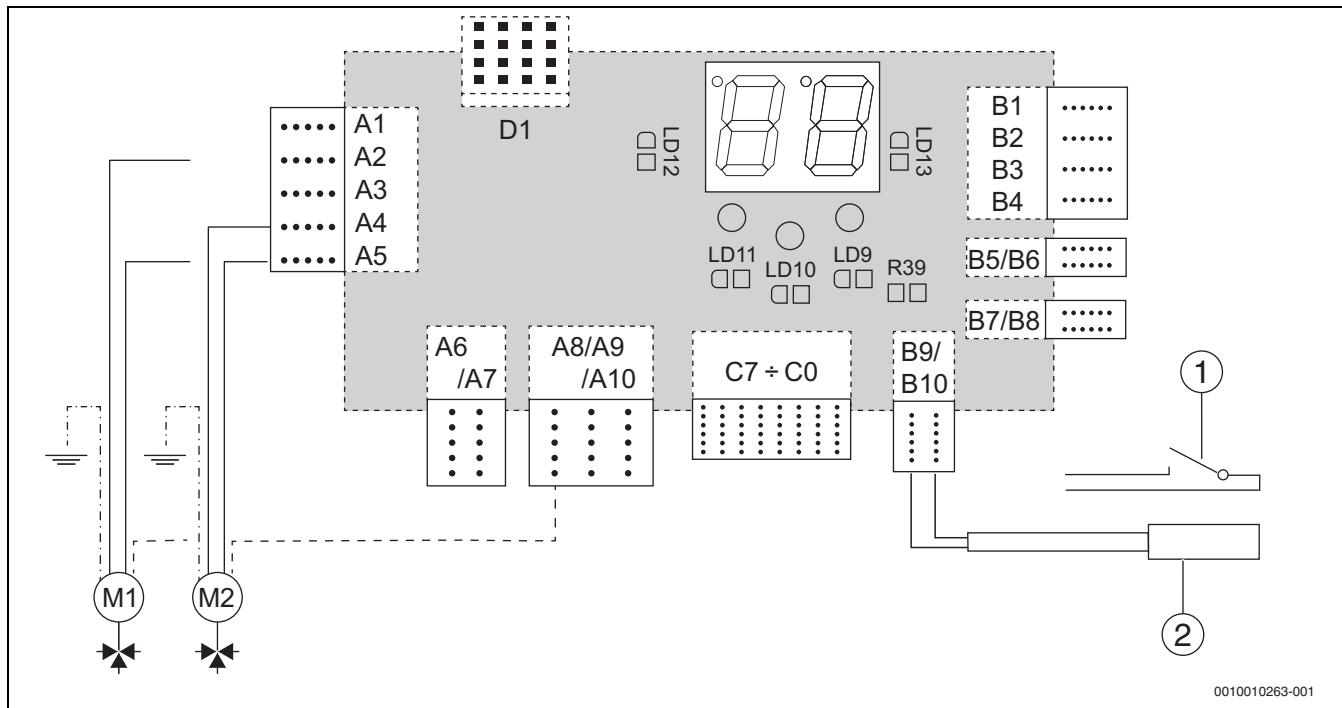 D1
A1
A2
A3
A4
A5
LD12
LD13
B1
B2
B3
B4
B5/B6
B7/B8
LD11
LD10
LD9
R39
A6
/A7
A8/A9
/A10
C7 ÷ C0
B9/
B10
1
2
M1
M2
0010010263-001